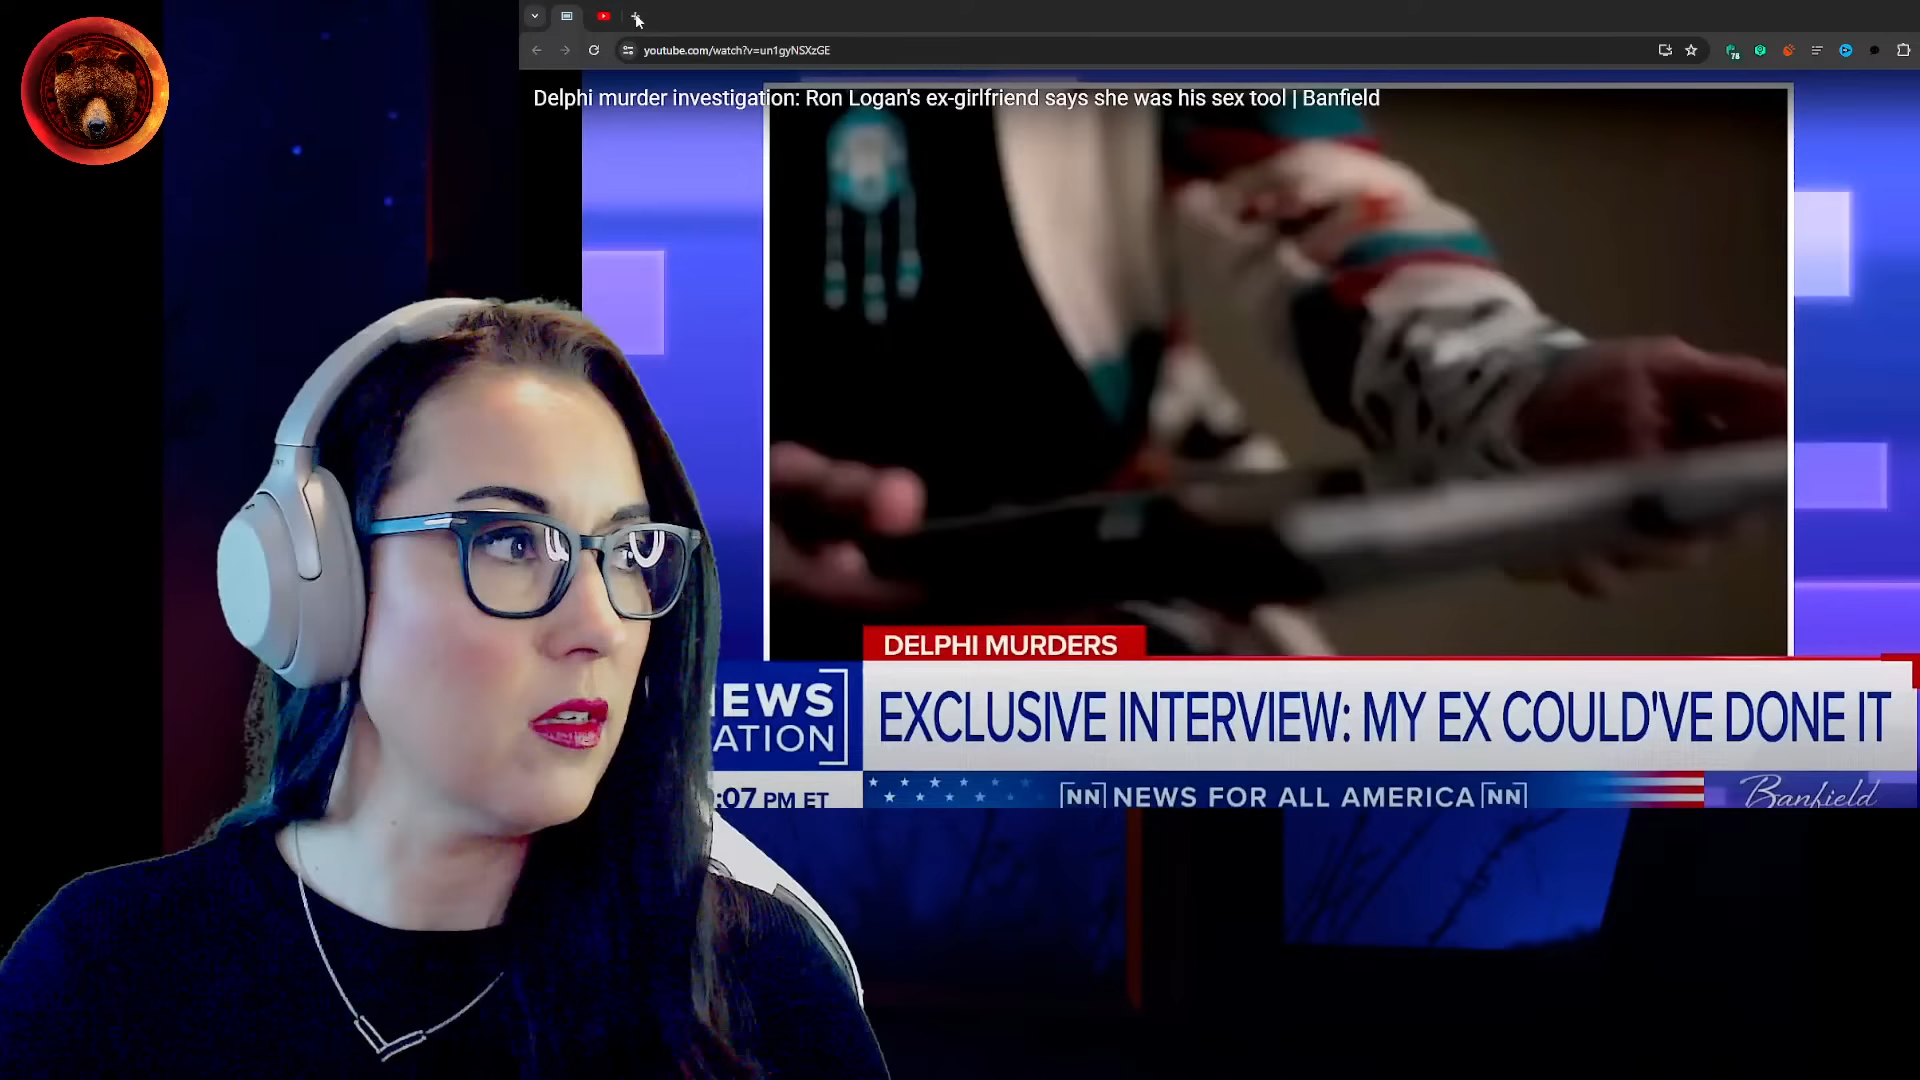 youtube.com/watch?v=un1gyNSXzGE
78
Delphi murder investigation: Ron Logan's ex-girlfriend says she was his sex tool | Banfield
DELPHI MURDERS
EWS
ATION
EXCLUSIVE INTERVIEW: MY EX COULD'VE DONE IT
:07 PM ET
NN NEWS FOR ALL AMERICA NN
Banfield